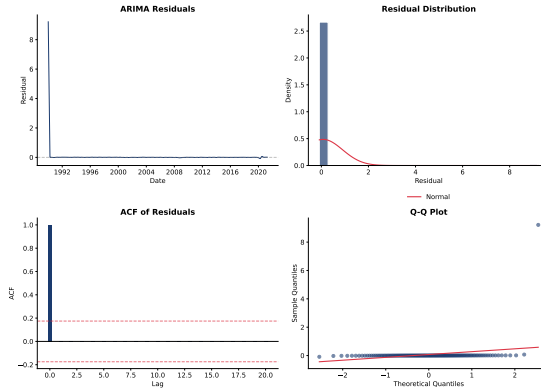 ARIMA Residuals
8
6
4
2
0
Residual
1992 1996 2000 2004 2008 2012 2016 2020
Date
Residual Distribution
2.5
2.0
1.5
1.0
0.5
0.0
Density
0 2 4 6 8
Residual
Normal
ACF of Residuals
1.0
0.8
0.6
0.4
0.2
0.0
−0.2
ACF
0.0 2.5 5.0 7.5 10.0 12.5 15.0 17.5 20.0
Lag
Q-Q Plot
8
6
4
2
0
Sample Quantiles
−2 −1 0 1 2
Theoretical Quantiles